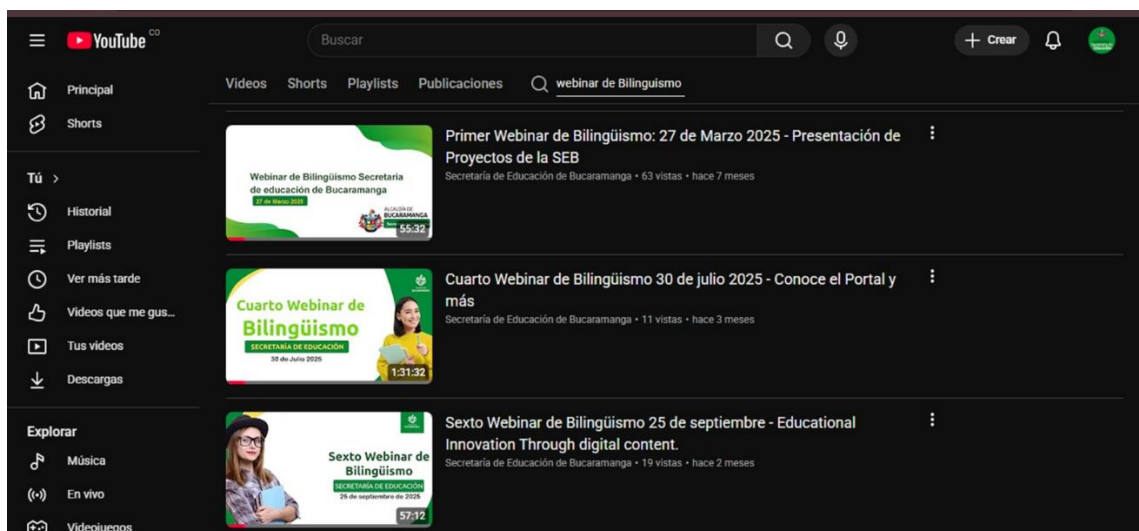 YouTube CO
Buscar
Crear
Principal
Shorts
Tú
Historial
Playlists
Ver más tarde
Videos que me gus...
Tus videos
Descargas
Explorar
Música
En vivo
Videojuegos
Videos Shorts Playlists Publicaciones webinar de Bilinguismo
Webinar de Bilingüismo Secretaria
de educación de Bucaramanga
27 de Marzo 2025
ALCALDÍA DE
BUCARAMANGA
55:32
Primer Webinar de Bilingüismo: 27 de Marzo 2025 - Presentación de
Proyectos de la SEB
Secretaría de Educación de Bucaramanga • 63 vistas • hace 7 meses
Cuarto Webinar de
Bilingüismo
SECRETARÍA DE EDUCACIÓN
30 de Julio 2025
1:31:32
Cuarto Webinar de Bilingüismo 30 de julio 2025 - Conoce el Portal y
más
Secretaría de Educación de Bucaramanga • 11 vistas • hace 3 meses
Sexto Webinar de
Bilingüismo
SECRETARÍA DE EDUCACIÓN
25 de septiembre de 2025
57:12
Sexto Webinar de Bilingüismo 25 de septiembre - Educational
Innovation Through digital content.
Secretaría de Educación de Bucaramanga • 19 vistas • hace 2 meses